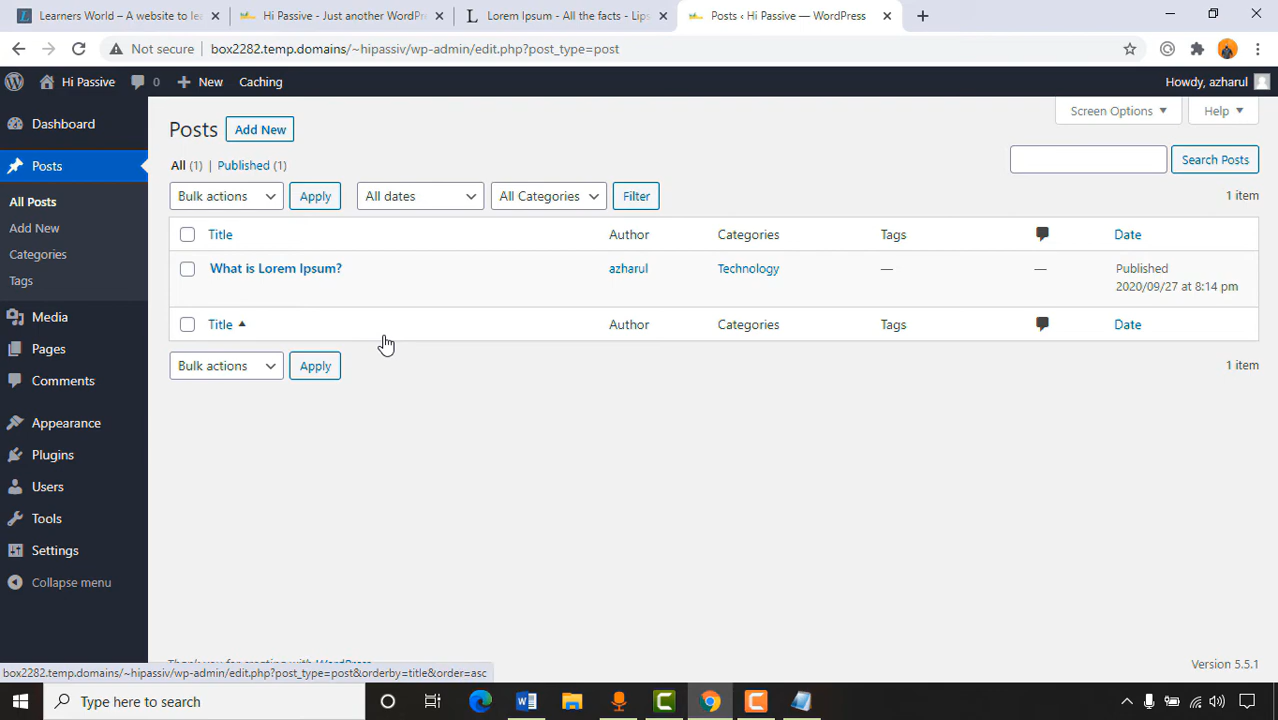 Learners World – A website to le
Hi Passive - Just another WordPr
Lorem Ipsum - All the facts - Lips
Posts ‹ Hi Passive — WordPress
Not secure
box2282.temp.domains/~hipassiv/wp-admin/edit.php?post_type=post
Hi Passive
0
New
Caching
Howdy, azharul
Dashboard
Posts
All Posts
Add New
Categories
Tags
Media
Pages
Comments
Appearance
Plugins
Users
Tools
Settings
Collapse menu
Posts
Add New
Screen Options
Help
All (1) | Published (1)
Search Posts
Bulk actions
Apply
All dates
All Categories
Filter
1 item
Title
Author
Categories
Tags
Date
What is Lorem Ipsum?
azharul
Technology
—
—
Published
2020/09/27 at 8:14 pm
Title
Author
Categories
Tags
Date
Bulk actions
Apply
1 item
Thank you for creating with WordPress
Version 5.5.1
box2282.temp.domains/~hipassiv/wp-admin/edit.php?post_type=post&orderby=title&order=asc
Type here to search